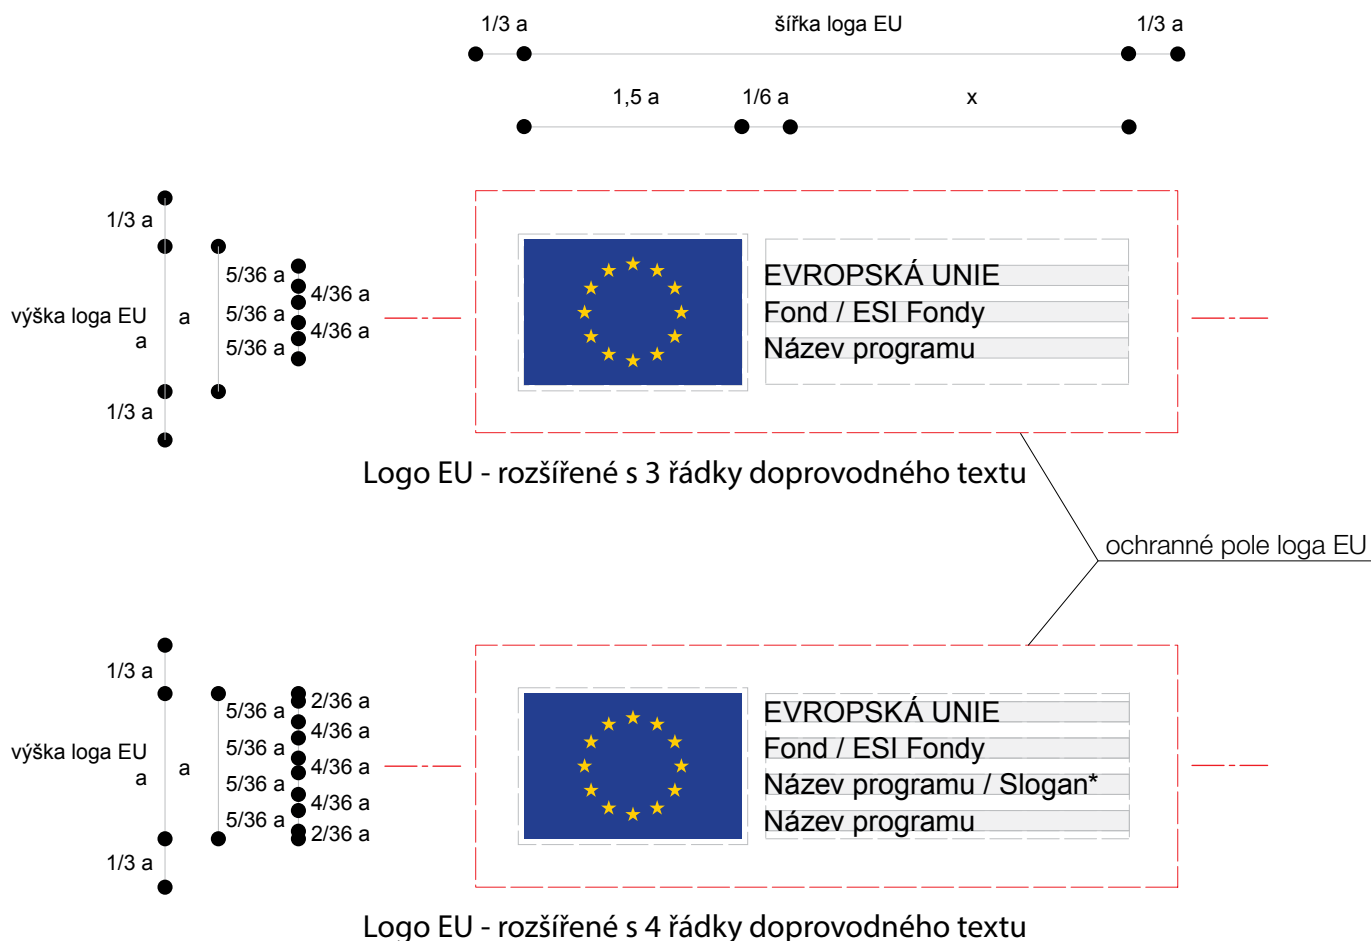 1/3 a šířka loga EU 1/3 a
1,5 a 1/6 a x
1/3 a
výška loga EU
a
a
1/3 a
5/36 a
4/36 a
5/36 a
4/36 a
5/36 a
EVROPSKÁ UNIE
Fond / ESI Fondy
Název programu
Logo EU - rozšířené s 3 řádky doprovodného textu
ochranné pole loga EU
1/3 a
výška loga EU
a
a
1/3 a
2/36 a
5/36 a
4/36 a
5/36 a
4/36 a
5/36 a
4/36 a
5/36 a
2/36 a
EVROPSKÁ UNIE
Fond / ESI Fondy
Název programu / Slogan*
Název programu
Logo EU - rozšířené s 4 řádky doprovodného textu